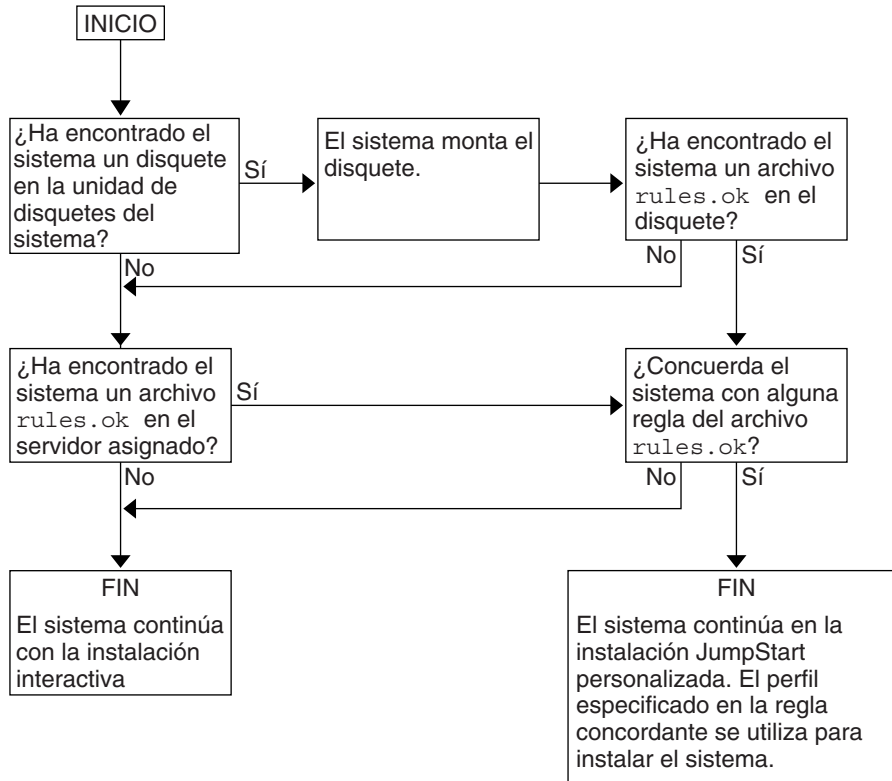 INICIO
¿Ha encontrado el
sistema un disquete
en la unidad de
disquetes del
sistema?
Sí
El sistema monta el
disquete.
¿Ha encontrado el
sistema un archivo
rules.ok en el
disquete?
No
No
Sí
¿Ha encontrado el
sistema un archivo
rules.ok en el
servidor asignado?
Sí
¿Concuerda el
sistema con alguna
regla del archivo
rules.ok?
No
No
Sí
FIN
El sistema continúa
con la instalación
interactiva
FIN
El sistema continúa en la
instalación JumpStart
personalizada. El perfil
especificado en la regla
concordante se utiliza para
instalar el sistema.